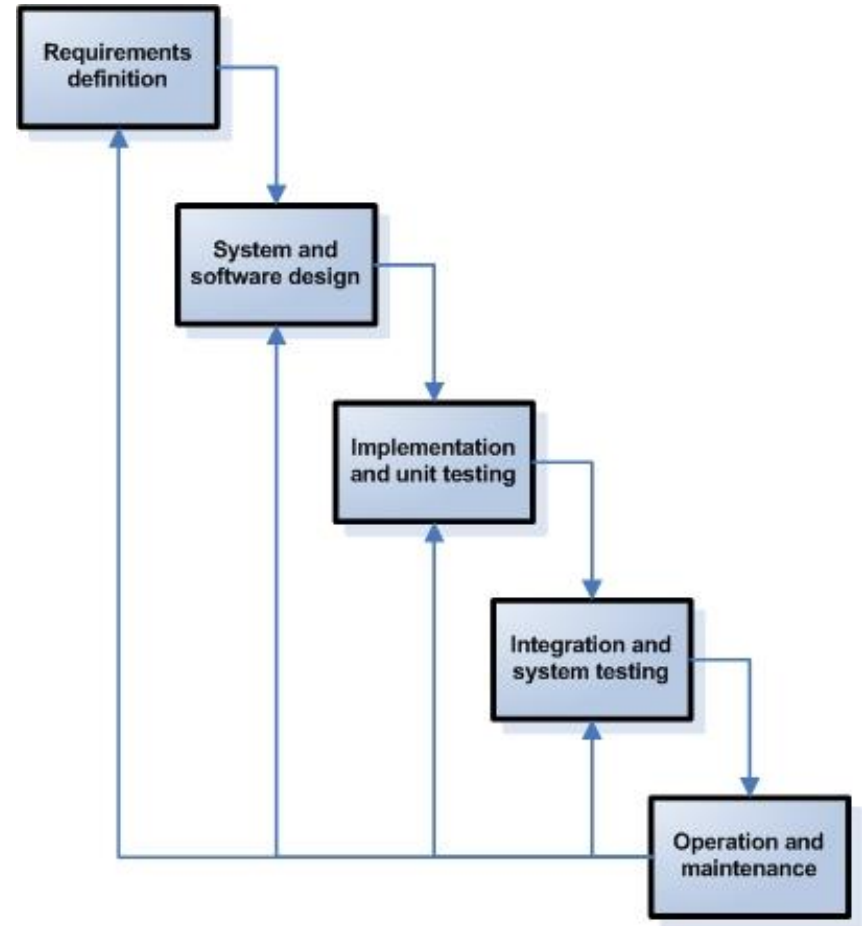 Requirements
definition
System and
software design
Implementation
and unit testing
Integration and
system testing
Operation and
maintenance